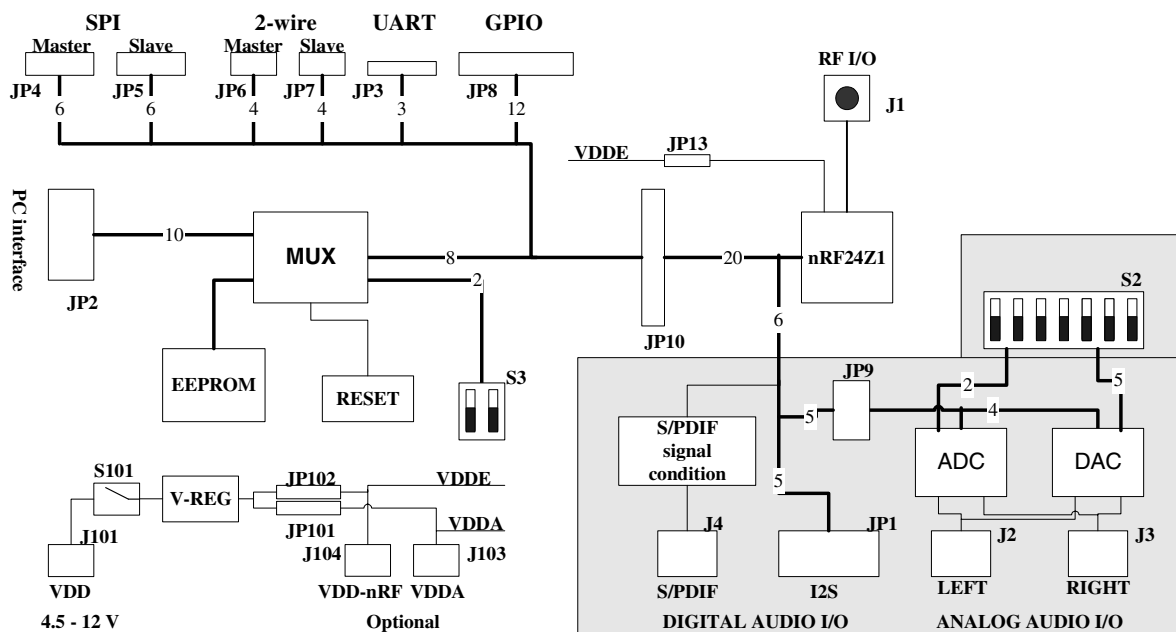 SPI 2-wire UART GPIO
Master Slave Master Slave
RF I/O
JP4 JP5 JP6 JP7 JP3 JP8
J1
6 6 4 4 3 12
VDDE JP13
PC interface
10
MUX
8
20
nRF24Z1
2
S2
JP2
6
JP10
EEPROM
RESET
S3
JP9
2
5
5
4
S/PDIF
signal
condition
ADC
DAC
5
S101
V-REG
JP102
VDDE
JP101
VDDA
J101
J104
J103
J4
JP1
J2
J3
VDD
VDD-nRF
VDDA
S/PDIF
I2S
LEFT
RIGHT
4.5 - 12 V
Optional
DIGITAL AUDIO I/O
ANALOG AUDIO I/O